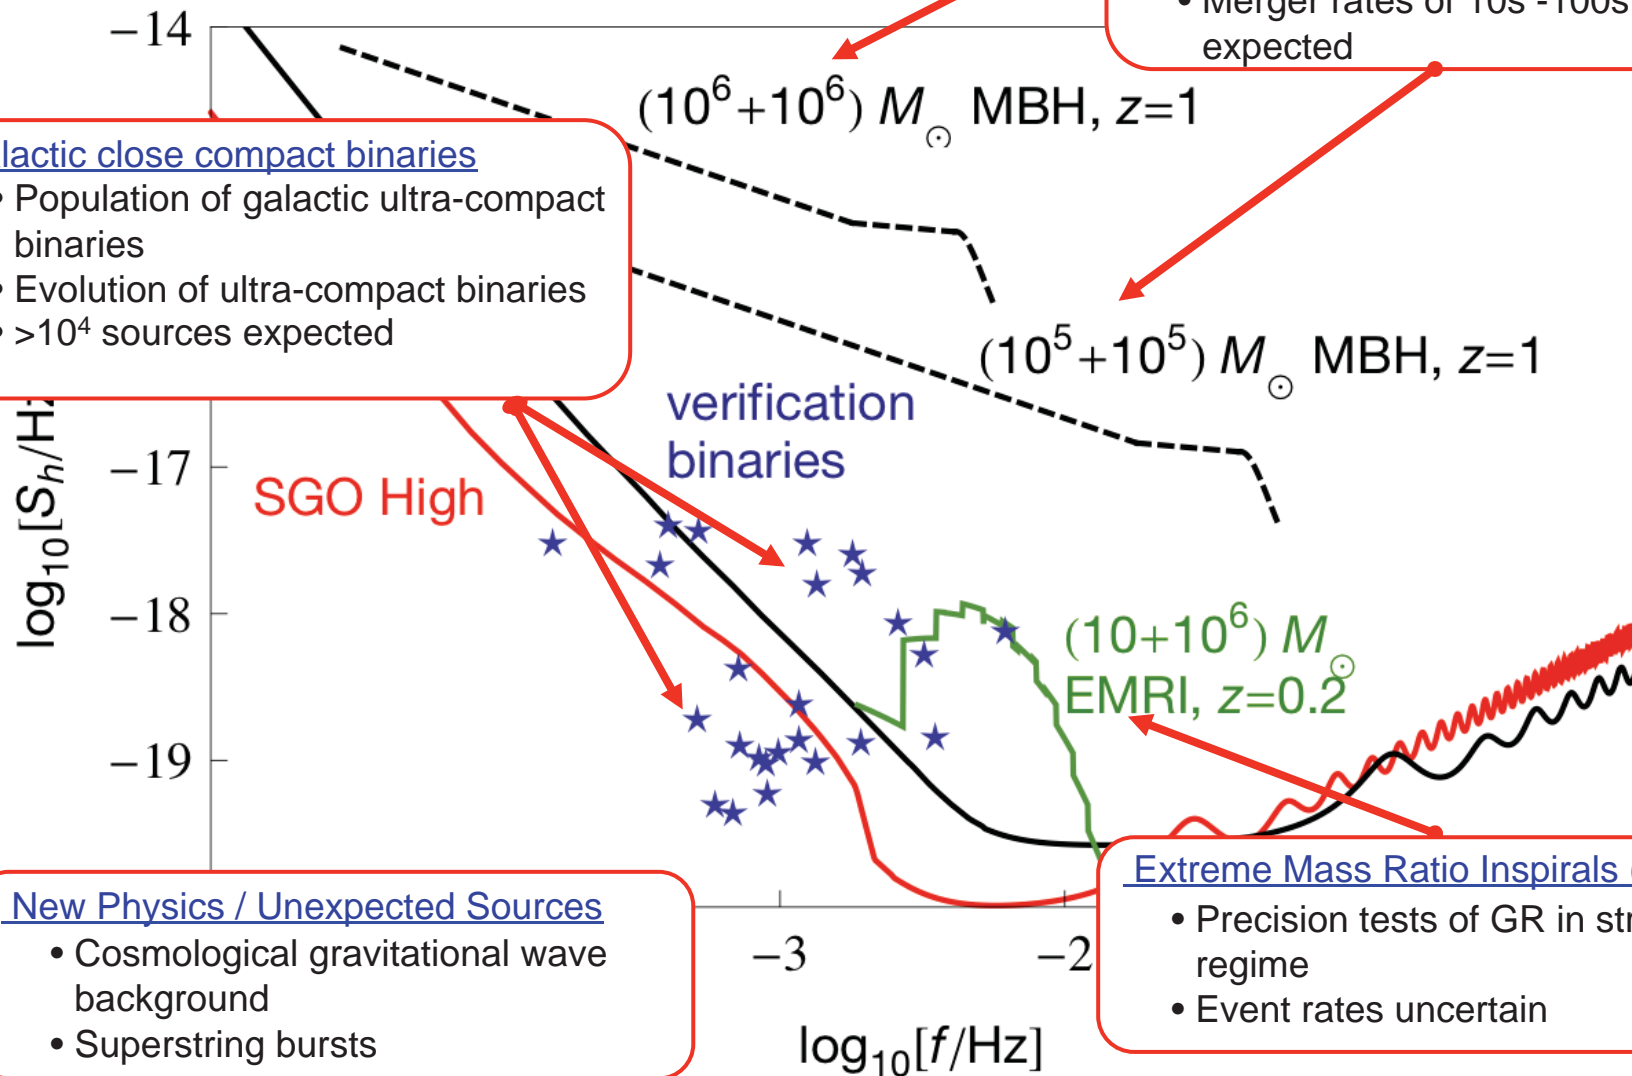 −14
• Merger rates of 10s -100s
expected
(10⁶+10⁶) M☉ MBH, z=1
lactic close compact binaries
• Population of galactic ultra-compact
binaries
• Evolution of ultra-compact binaries
• >10⁴ sources expected
(10⁵+10⁵) M☉ MBH, z=1
verification
binaries
−17
SGO High
log₁₀[Sₕ/Hz
−18
(10+10⁶) M☉
EMRI, z=0.2
−19
Extreme Mass Ratio Inspirals
• Precision tests of GR in
regime
• Event rates uncertain
New Physics / Unexpected Sources
• Cosmological gravitational wave
background
• Superstring bursts
−3
−2
log₁₀[f/Hz]